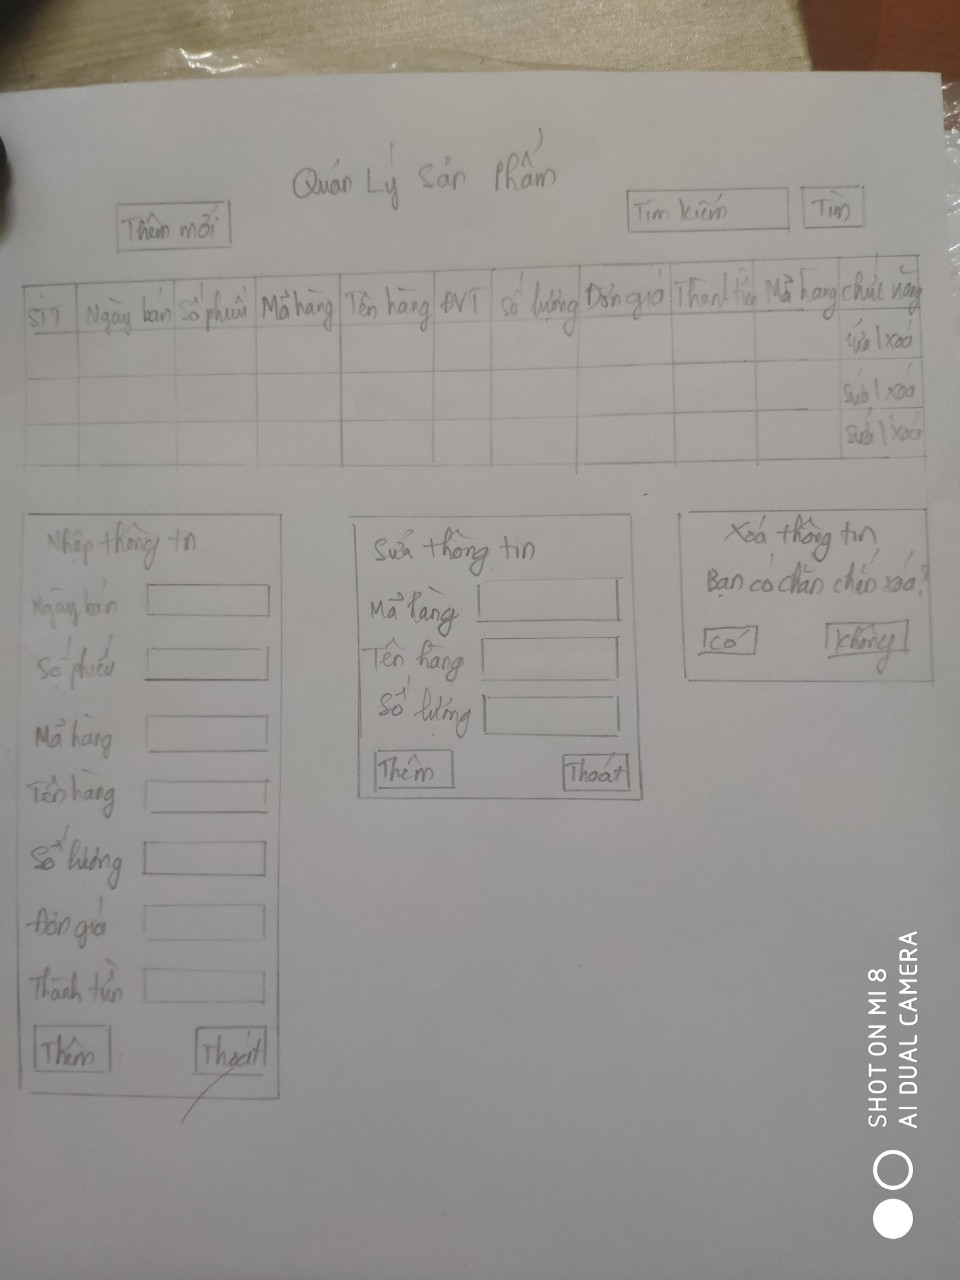 Quản Lý Sản Phẩm
Thêm mới
Tìm kiếm
Tìm
STT Ngày bán Số phiếu Mã hàng Tên hàng ĐVT Số lượng Đơn giá Thành tiền Mã hàng chức năng
sửa | xoá
sửa | xoá
sửa | xoá
Nhập thông tin
Ngày bán
Số phiếu
Mã hàng
Tên hàng
Số lượng
Đơn giá
Thành tiền
Thêm
Thoát
Sửa thông tin
Mã hàng
Tên hàng
Số lượng
Thêm
Thoát
Xoá thông tin
Bạn có chắn chắn xoá?
Có
không
SHOT ON MI 8
AI DUAL CAMERA